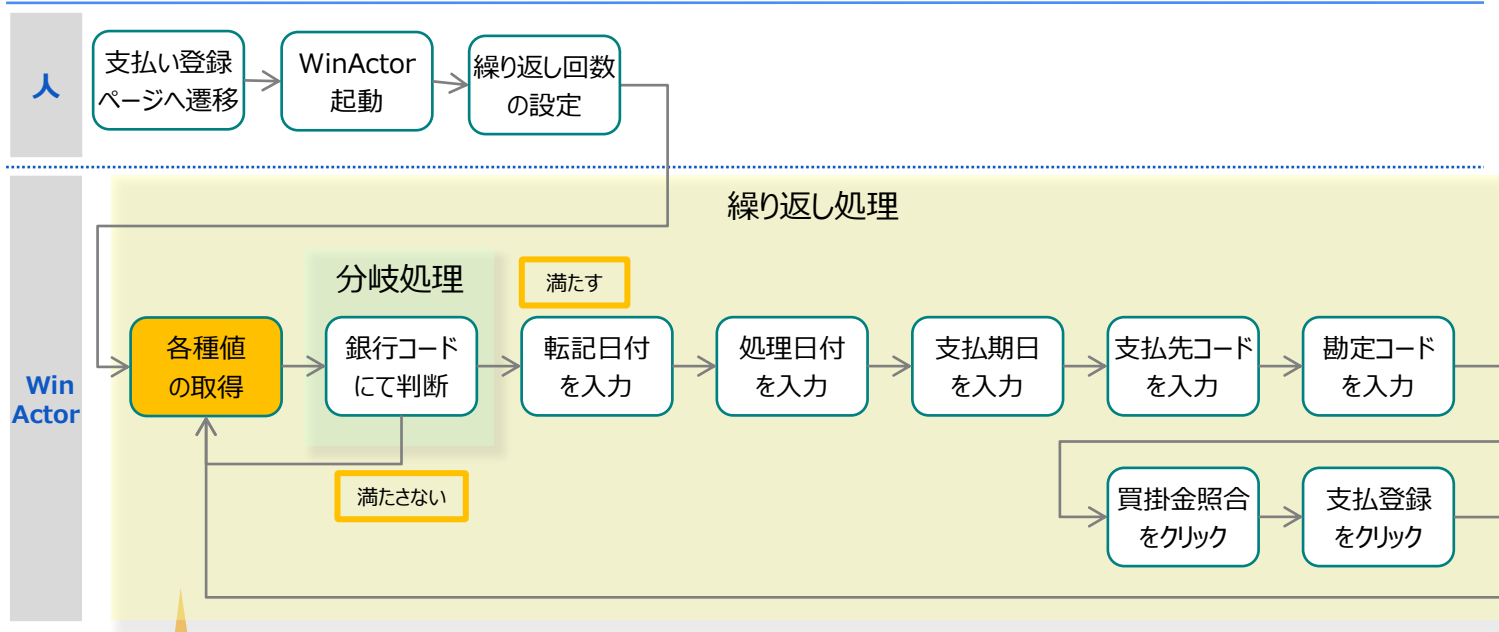 人
支払い登録
ページへ遷移
WinActor
起動
繰り返し回数
の設定
Win
Actor
繰り返し処理
分岐処理
満たす
各種値
の取得
銀行コード
にて判断
転記日付
を入力
処理日付
を入力
支払期日
を入力
支払先コード
を入力
勘定コード
を入力
満たさない
買掛金照合
をクリック
支払登録
をクリック